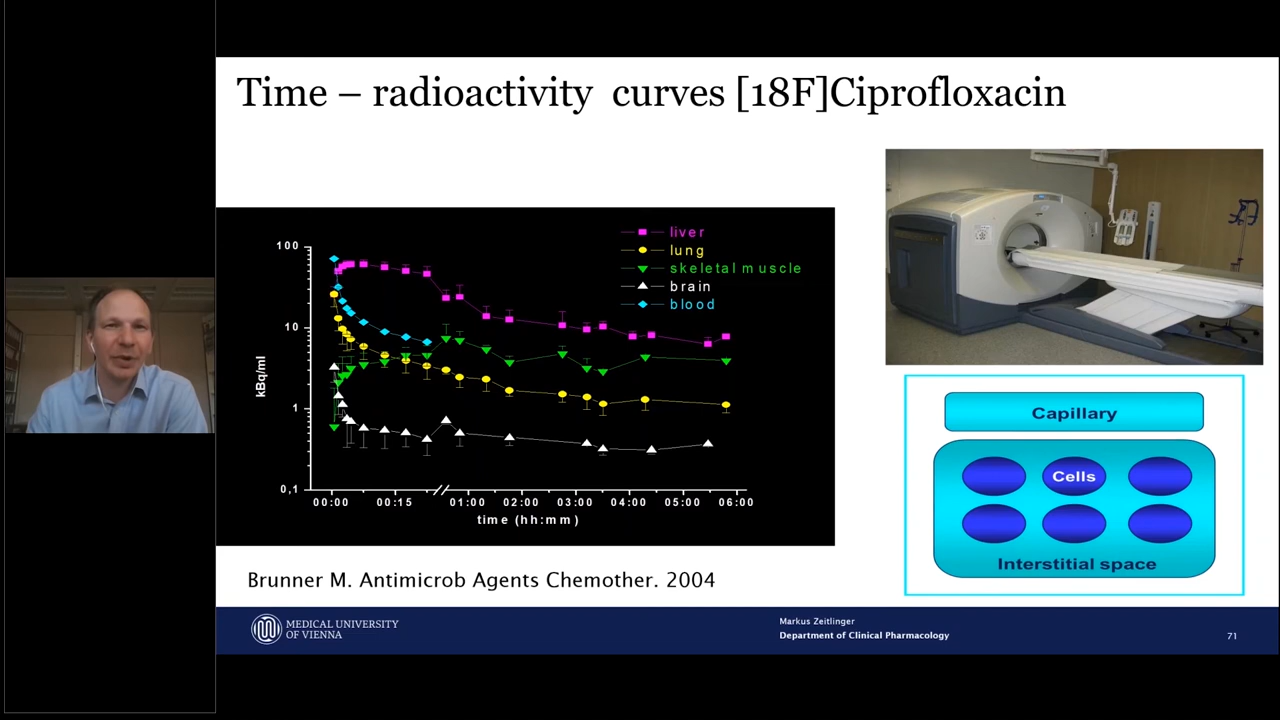 Time – radioactivity curves [18F]Ciprofloxacin
liver
lung
skeletal muscle
brain
blood
100
10
1
0,1
kBq/ml
00:00 00:15 01:00 02:00 03:00 04:00 05:00 06:00
time (hh:mm)
Capillary
Cells
Interstitial space
Brunner M. Antimicrob Agents Chemother. 2004
MEDICAL UNIVERSITY
OF VIENNA
Markus Zeitlinger
Department of Clinical Pharmacology
71